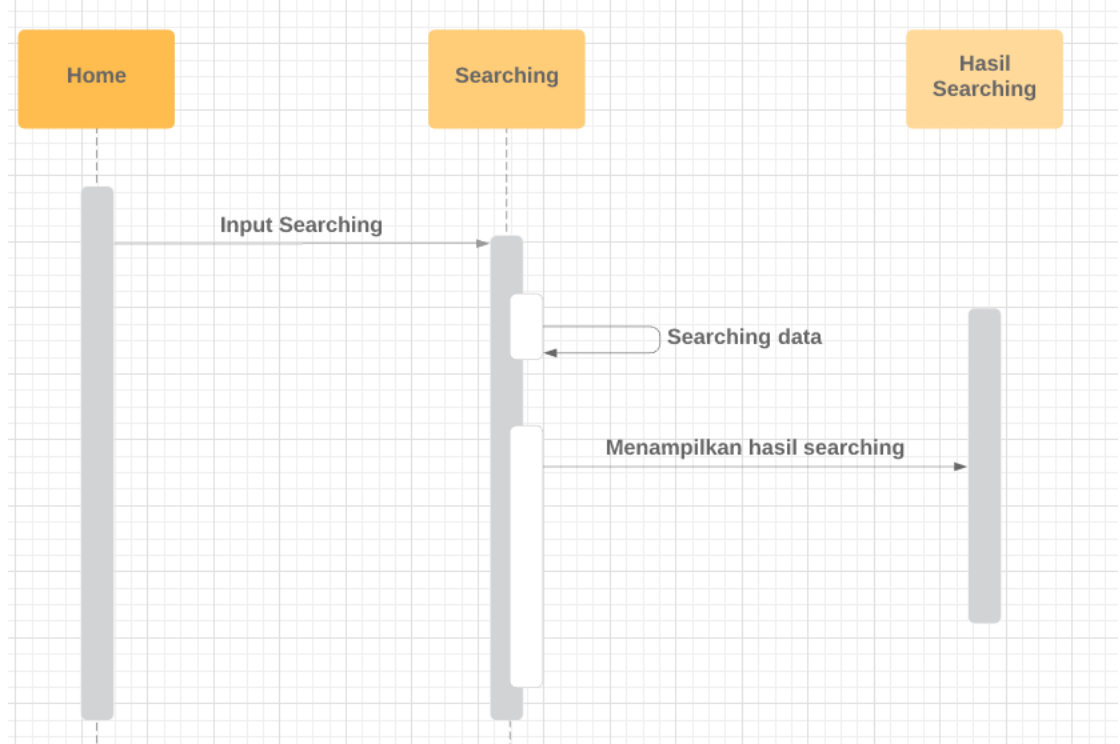 Home
Searching
Hasil
Searching
Input Searching
Searching data
Menampilkan hasil searching